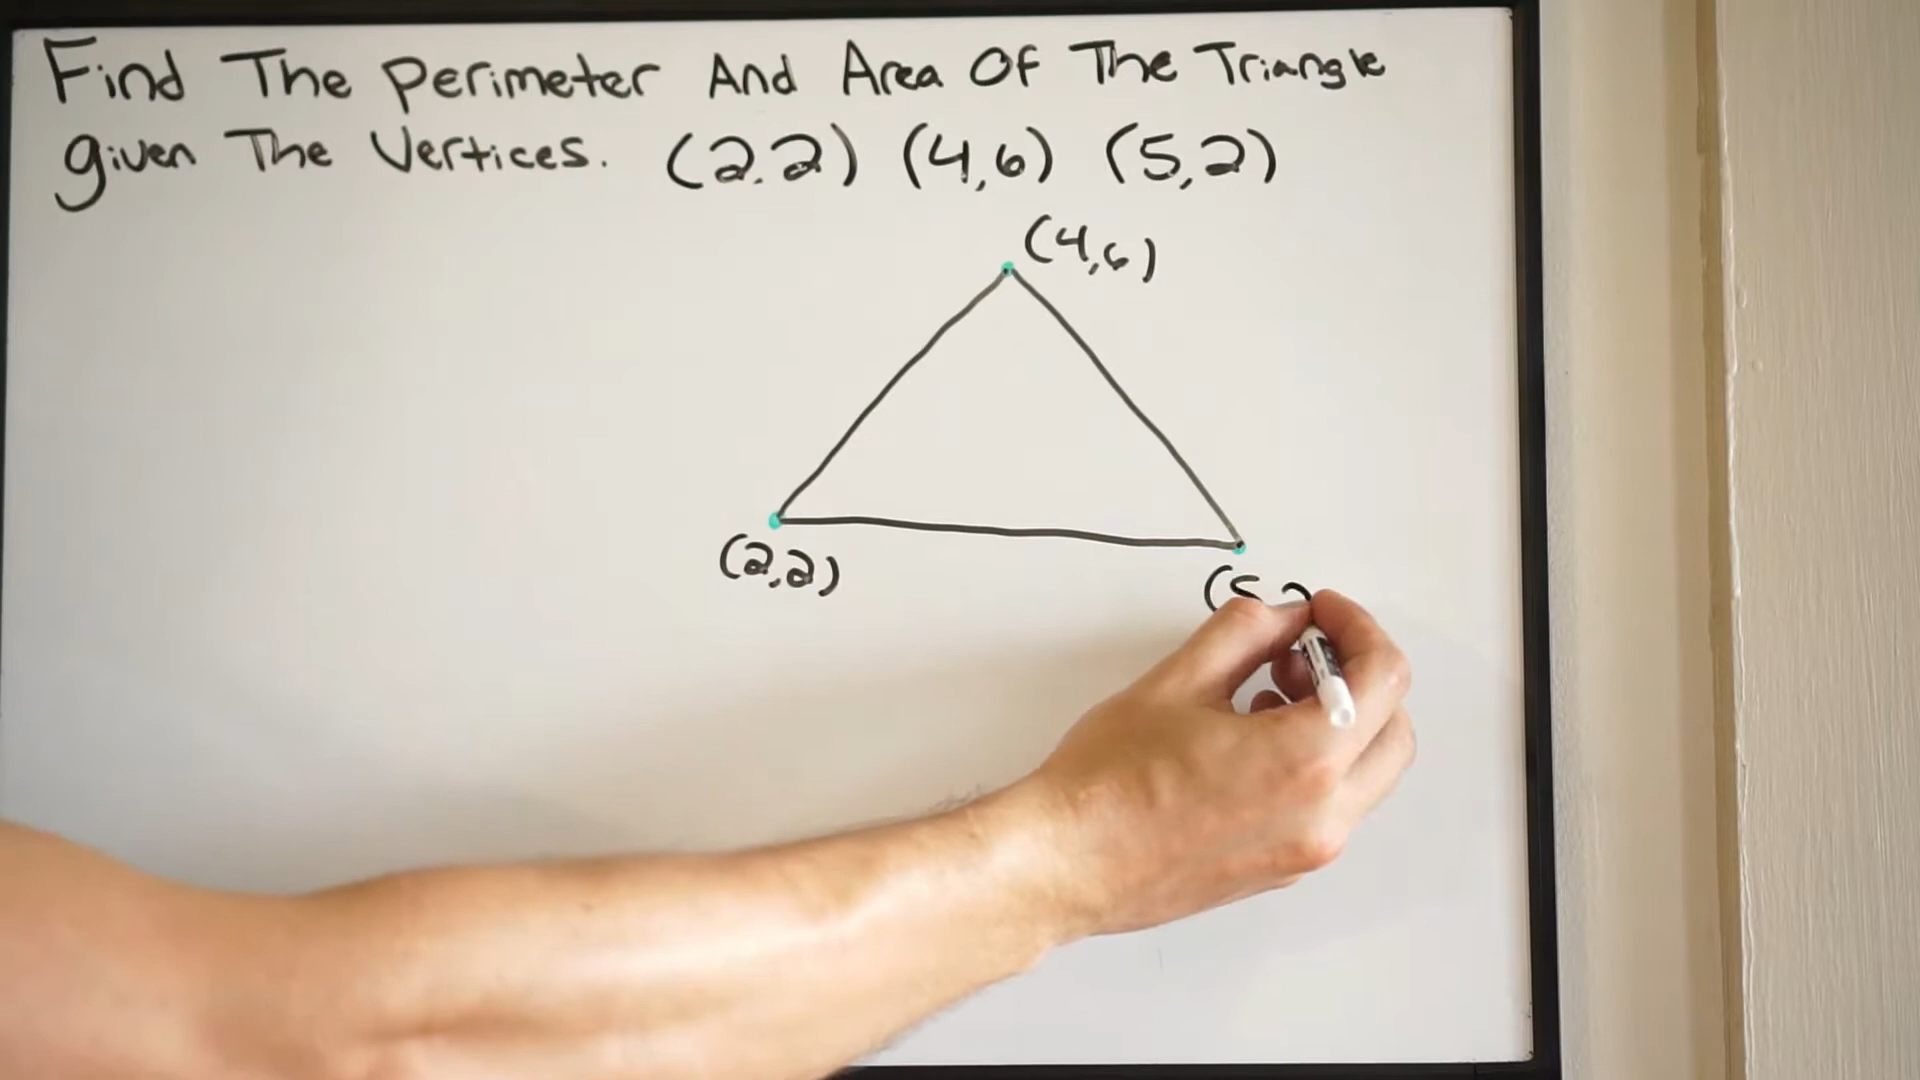 Find The Perimeter And Area Of The Triangle
given The Vertices. (2.2) (4,6) (5,2)
(4,6)
(2,2)
(5